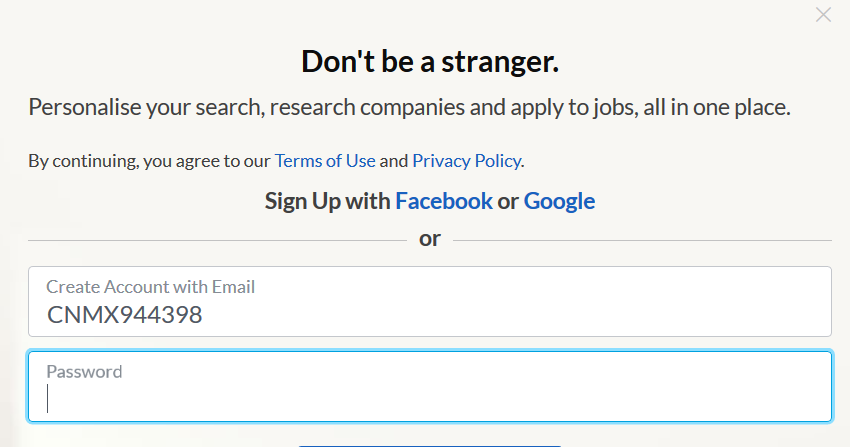 Don't be a stranger.
Personalise your search, research companies and apply to jobs, all in one place.
By continuing, you agree to our Terms of Use and Privacy Policy.
Sign Up with Facebook or Google
or
Create Account with Email
CNMX944398
Password